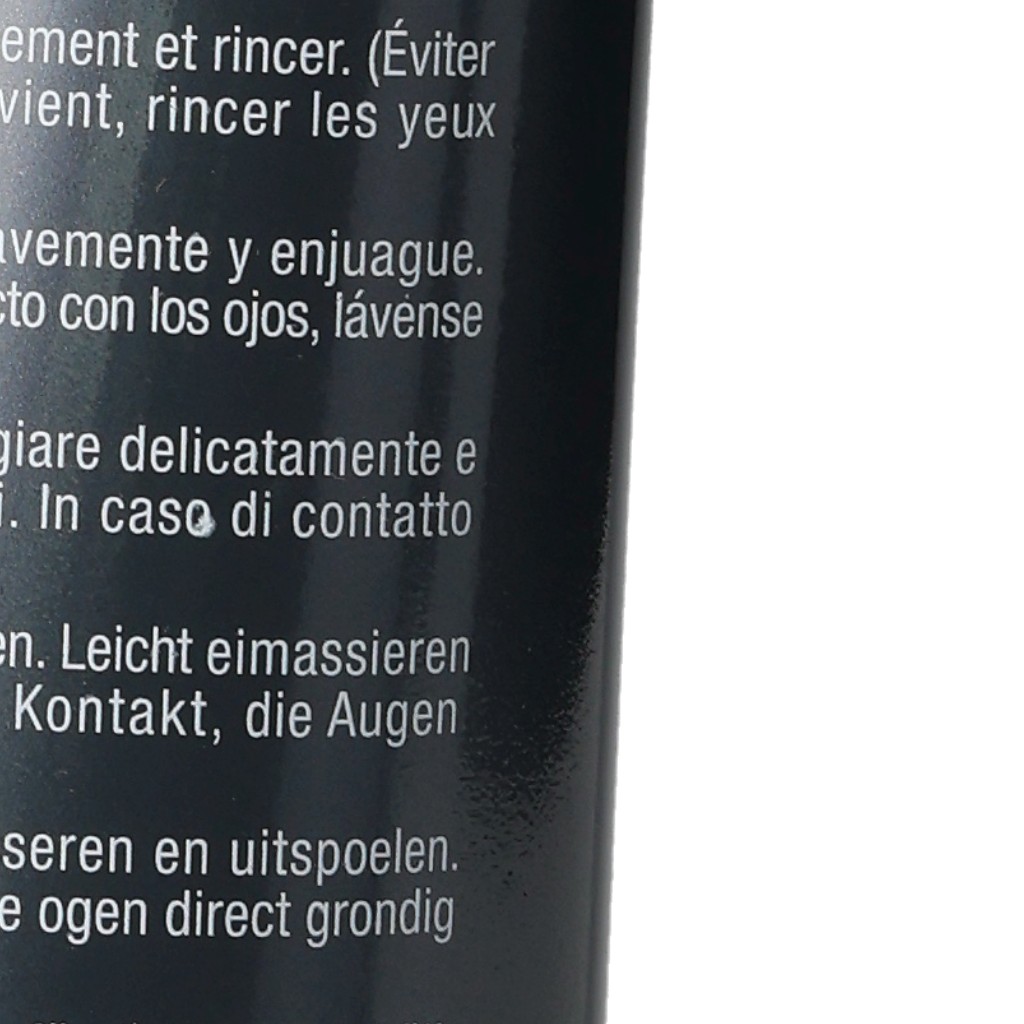 ement et rincer. (Éviter
vient, rincer les yeux
avemente y enjuague.
cto con los ojos, lávense
giare delicatamente e
i. In caso di contatto
en. Leicht eimassieren
Kontakt, die Augen
seren en uitspoelen.
e ogen direct grondig